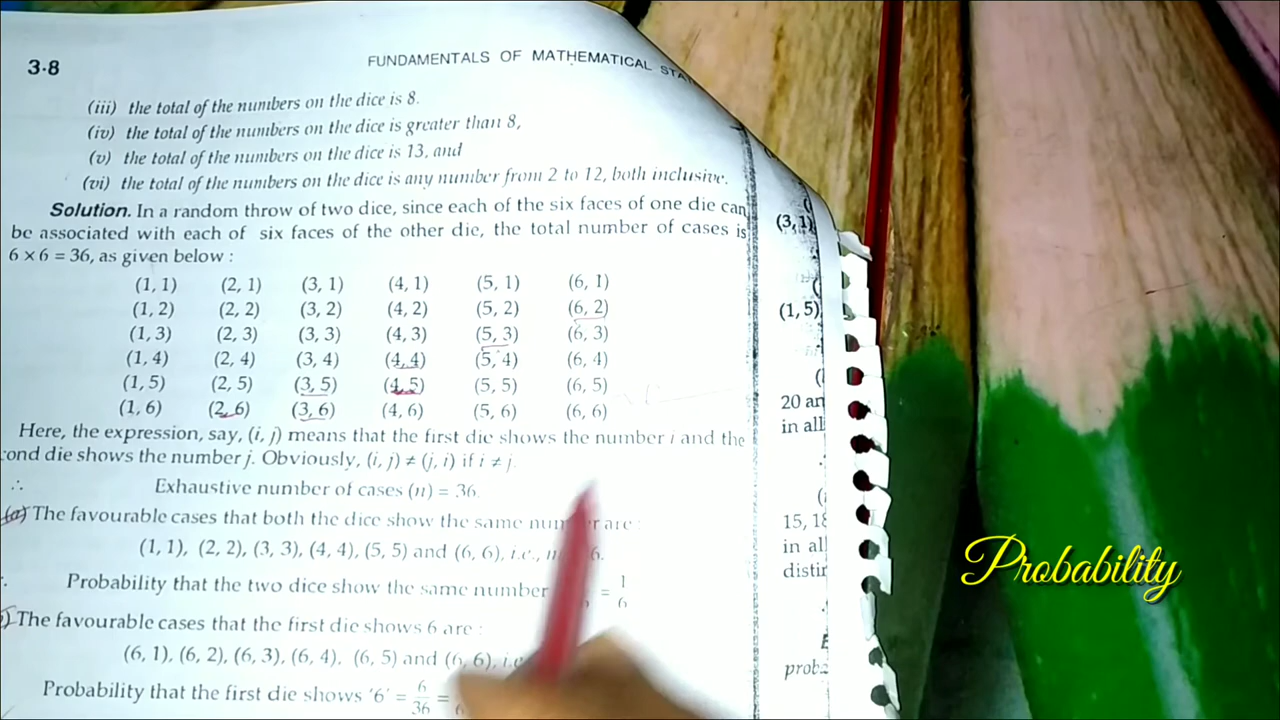 3·8
FUNDAMENTALS OF MATHEMATICAL
(iii) the total of the numbers on the dice is 8.
(iv) the total of the numbers on the dice is greater than 8,
(v) the total of the numbers on the dice is 13, and
(vi) the total of the numbers on the dice is any number from 2 to 12, both inclusive.
Solution. In a random throw of two dice, since each of the six faces of one die can
be associated with each of six faces of the other die, the total number of cases is
6 × 6 = 36, as given below :
(1, 1) (2, 1) (3, 1) (4, 1) (5, 1) (6, 1)
(1, 2) (2, 2) (3, 2) (4, 2) (5, 2) (6, 2)
(1, 3) (2, 3) (3, 3) (4, 3) (5, 3) (6, 3)
(1, 4) (2, 4) (3, 4) (4, 4) (5, 4) (6, 4)
(1, 5) (2, 5) (3, 5) (4, 5) (5, 5) (6, 5)
(1, 6) (2, 6) (3, 6) (4, 6) (5, 6) (6, 6)
Here, the expression, say, (i, j) means that the first die shows the number i and the
ond die shows the number j. Obviously, (i, j) ≠ (j, i) if i ≠ j.
∴ Exhaustive number of cases (n) = 36.
(a) The favourable cases that both the dice show the same number are :
(1, 1), (2, 2), (3, 3), (4, 4), (5, 5) and (6, 6), i.e., 6.
Probability that the two dice show the same number = 1/6
The favourable cases that the first die shows 6 are :
(6, 1), (6, 2), (6, 3), (6, 4), (6, 5) and (6, 6), i.e
Probability that the first die shows '6' = 6/36 =
(3, 1)
(1, 5)
20 an
in all
15, 18
in all
distin
proba
Probability